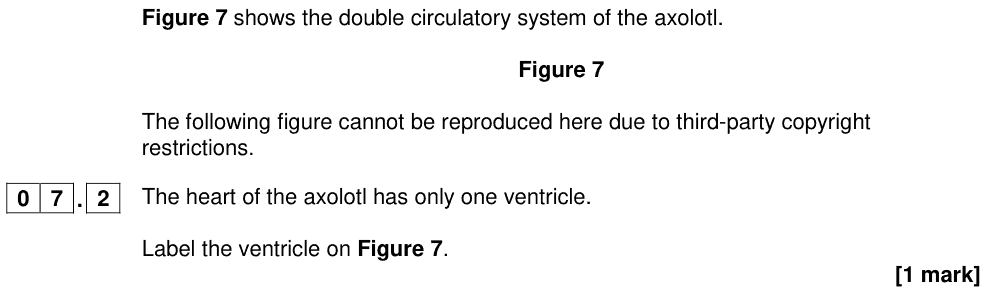 Figure 7 shows the double circulatory system of the axolotl.
Figure 7
The following figure cannot be reproduced here due to third-party copyright
restrictions.
0 7 . 2 The heart of the axolotl has only one ventricle.
Label the ventricle on Figure 7.
[1 mark]